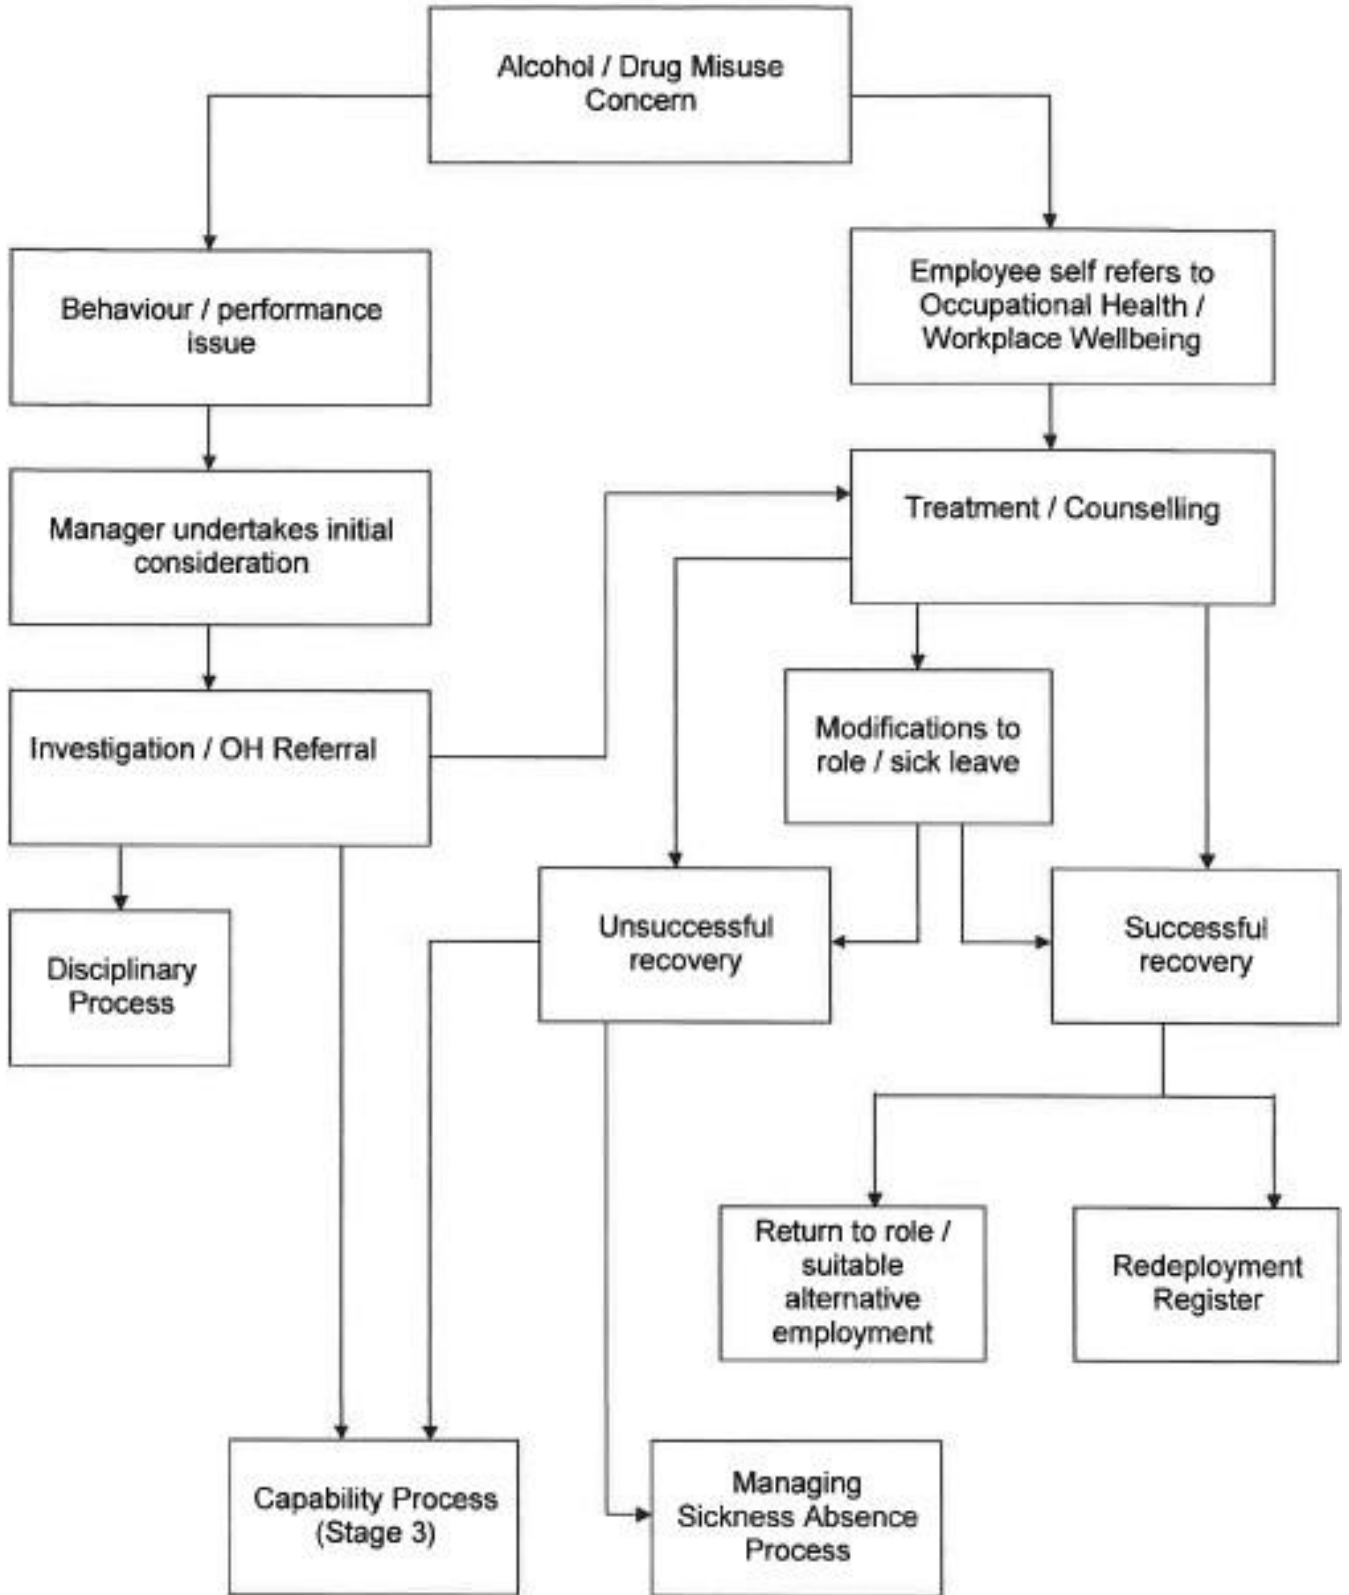 Alcohol / Drug Misuse
Concern
Behaviour / performance
issue
Employee self refers to
Occupational Health /
Workplace Wellbeing
Manager undertakes initial
consideration
Treatment / Counselling
Investigation / OH Referral
Modifications to
role / sick leave
Disciplinary
Process
Unsuccessful
recovery
Successful
recovery
Return to role /
suitable
alternative
employment
Redeployment
Register
Capability Process
(Stage 3)
Managing
Sickness Absence
Process